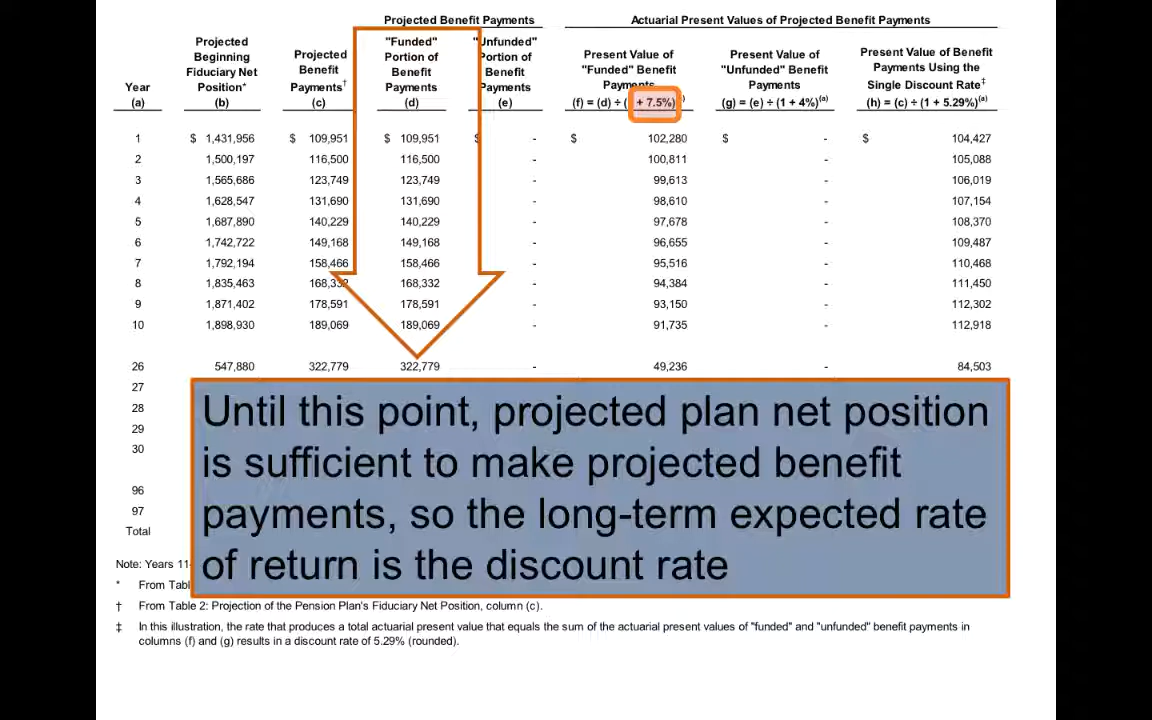 Projected Benefit Payments Actuarial Present Values of Projected Benefit Payments
Year (a) Projected Beginning Fiduciary Net Position* (b) Projected Benefit Payments† (c) "Funded" Portion of Benefit Payments (d) "Unfunded" Portion of Benefit Payments (e) Present Value of "Funded" Benefit Payments (f) = (d) ÷ ( + 7.5%) Present Value of "Unfunded" Benefit Payments (g) = (e) ÷ (1 + 4%)(a) Present Value of Benefit Payments Using the Single Discount Rate‡ (h) = (c) ÷ (1 + 5.29%)(a)
1 $ 1,431,956 $ 109,951 $ 109,951 $ - $ 102,280 $ - $ 104,427
2 1,500,197 116,500 116,500 - 100,811 - 105,088
3 1,565,686 123,749 123,749 - 99,613 - 106,019
4 1,628,547 131,690 131,690 - 98,610 - 107,154
5 1,687,890 140,229 140,229 - 97,678 - 108,370
6 1,742,722 149,168 149,168 - 96,655 - 109,487
7 1,792,194 158,466 158,466 - 95,516 - 110,468
8 1,835,463 168,332 168,332 - 94,384 - 111,450
9 1,871,402 178,591 178,591 - 93,150 - 112,302
10 1,898,930 189,069 189,069 - 91,735 - 112,918
26 547,880 322,779 322,779 - 49,236 - 84,503
27
28
29
30
96
97
Total
Until this point, projected plan net position
is sufficient to make projected benefit
payments, so the long-term expected rate
of return is the discount rate
Note: Years 11
* From
† From Table 2: Projection of the Pension Plan's Fiduciary Net Position, column (c).
‡ In this illustration, the rate that produces a total actuarial present value that equals the sum of the actuarial present values of "funded" and "unfunded" benefit payments in
columns (f) and (g) results in a discount rate of 5.29% (rounded).